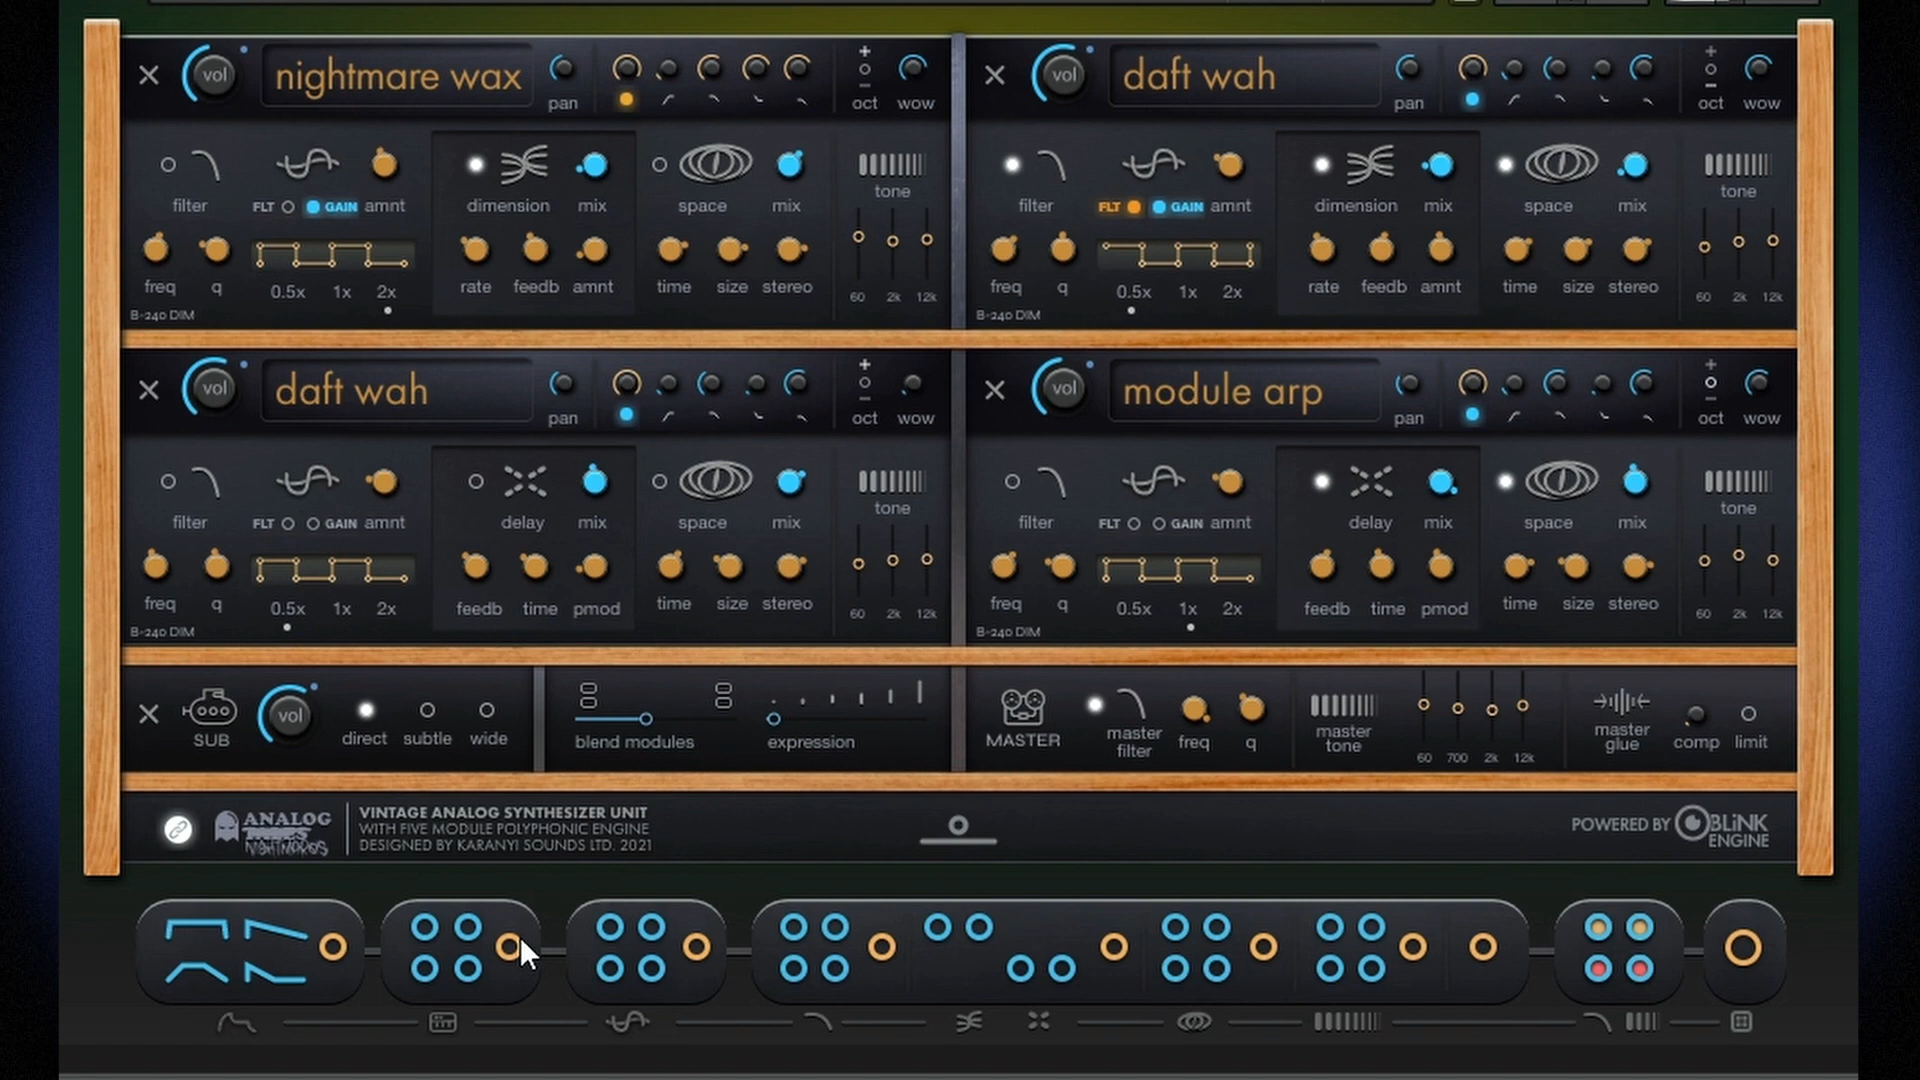 vol nightmare wax pan oct wow
filter FLT GAIN amnt dimension mix space mix tone
freq q 0.5x 1x 2x rate feedb amnt time size stereo 60 2k 12k
B-240 DIM
vol daft wah pan oct wow
filter FLT GAIN amnt dimension mix space mix tone
freq q 0.5x 1x 2x rate feedb amnt time size stereo 60 2k 12k
B-240 DIM
vol daft wah pan oct wow
filter FLT GAIN amnt delay mix space mix tone
freq q 0.5x 1x 2x feedb time pmod time size stereo 60 2k 12k
B-240 DIM
vol module arp pan oct wow
filter FLT GAIN amnt delay mix space mix tone
freq q 0.5x 1x 2x feedb time pmod time size stereo 60 2k 12k
B-240 DIM
SUB vol direct subtle wide
blend modules expression
MASTER master filter freq q master tone 60 700 2k 12k master glue comp limit
ANALOG
VINTAGE ANALOG SYNTHESIZER UNIT
WITH FIVE MODULE POLYPHONIC ENGINE
DESIGNED BY KARANYI SOUNDS LTD. 2021
POWERED BY BLiNK
ENGINE